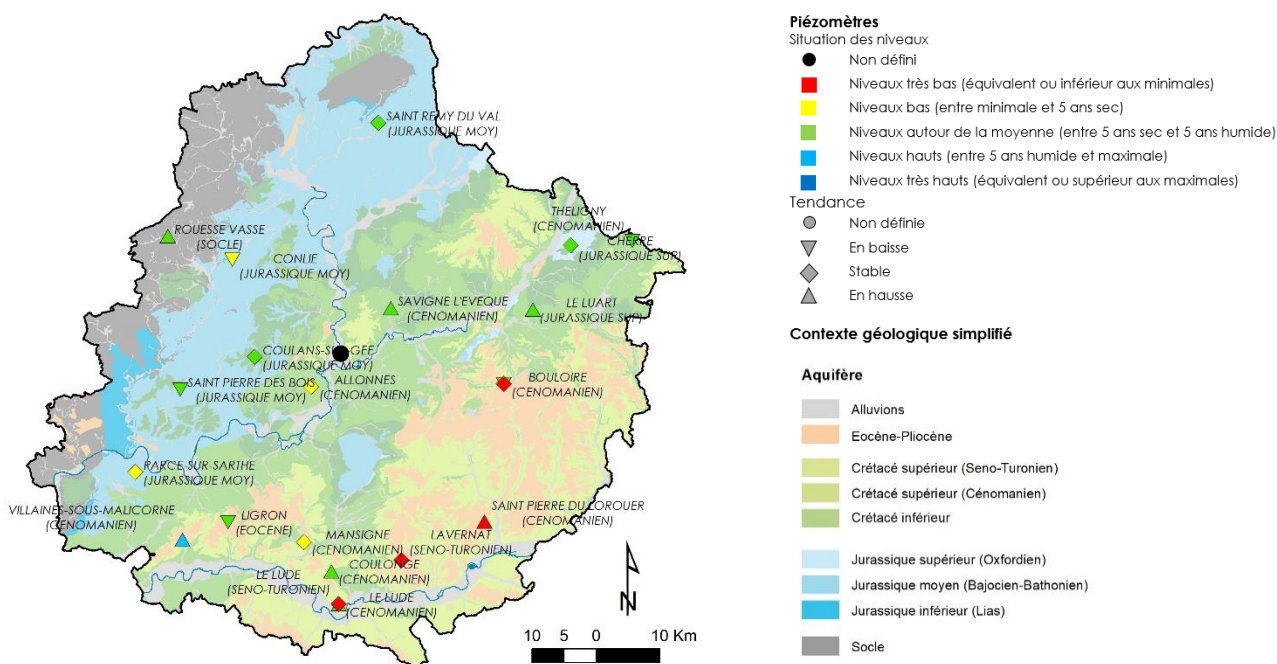 SAINT REMY DU VAL
(JURASSIQUE MOY)
THELIGNY
(CENOMANIEN)
CHERRE
(JURASSIQUE SUP)
ROUESSE VASSE
(SOCLE)
CONLIE
(JURASSIQUE MOY)
SAVIGNE L'EVEQUE
(CENOMANIEN)
LE LUART
(JURASSIQUE SUP)
COULANS-SUR-GEE
(JURASSIQUE MOY)
ALLONNES
(CENOMANIEN)
SAINT PIERRE DES BOIS
(JURASSIQUE MOY)
BOULOIRE
(CENOMANIEN)
PARCE SUR SARTHE
(JURASSIQUE MOY)
VILLAINES-SOUS-MALICORNE
(CENOMANIEN)
LIGRON
(EOCENE)
SAINT PIERRE DU LOROUER
(CENOMANIEN)
MANSIGNE
(CENOMANIEN)
LAVERNAT
(SENO-TURONIEN)
COULONGE
(CENOMANIEN)
LE LUDE
(SENO-TURONIEN)
LE LUDE
(CENOMANIEN)
N
10 5 0 10 Km
Piézomètres
Situation des niveaux
Non défini
Niveaux très bas (équivalent ou inférieur aux minimales)
Niveaux bas (entre minimale et 5 ans sec)
Niveaux autour de la moyenne (entre 5 ans sec et 5 ans humide)
Niveaux hauts (entre 5 ans humide et maximale)
Niveaux très hauts (équivalent ou supérieur aux maximales)
Tendance
Non définie
En baisse
Stable
En hausse
Contexte géologique simplifié
Aquifère
Alluvions
Eocène-Pliocène
Crétacé supérieur (Seno-Turonien)
Crétacé supérieur (Cénomanien)
Crétacé inférieur
Jurassique supérieur (Oxfordien)
Jurassique moyen (Bajocien-Bathonien)
Jurassique inférieur (Lias)
Socle